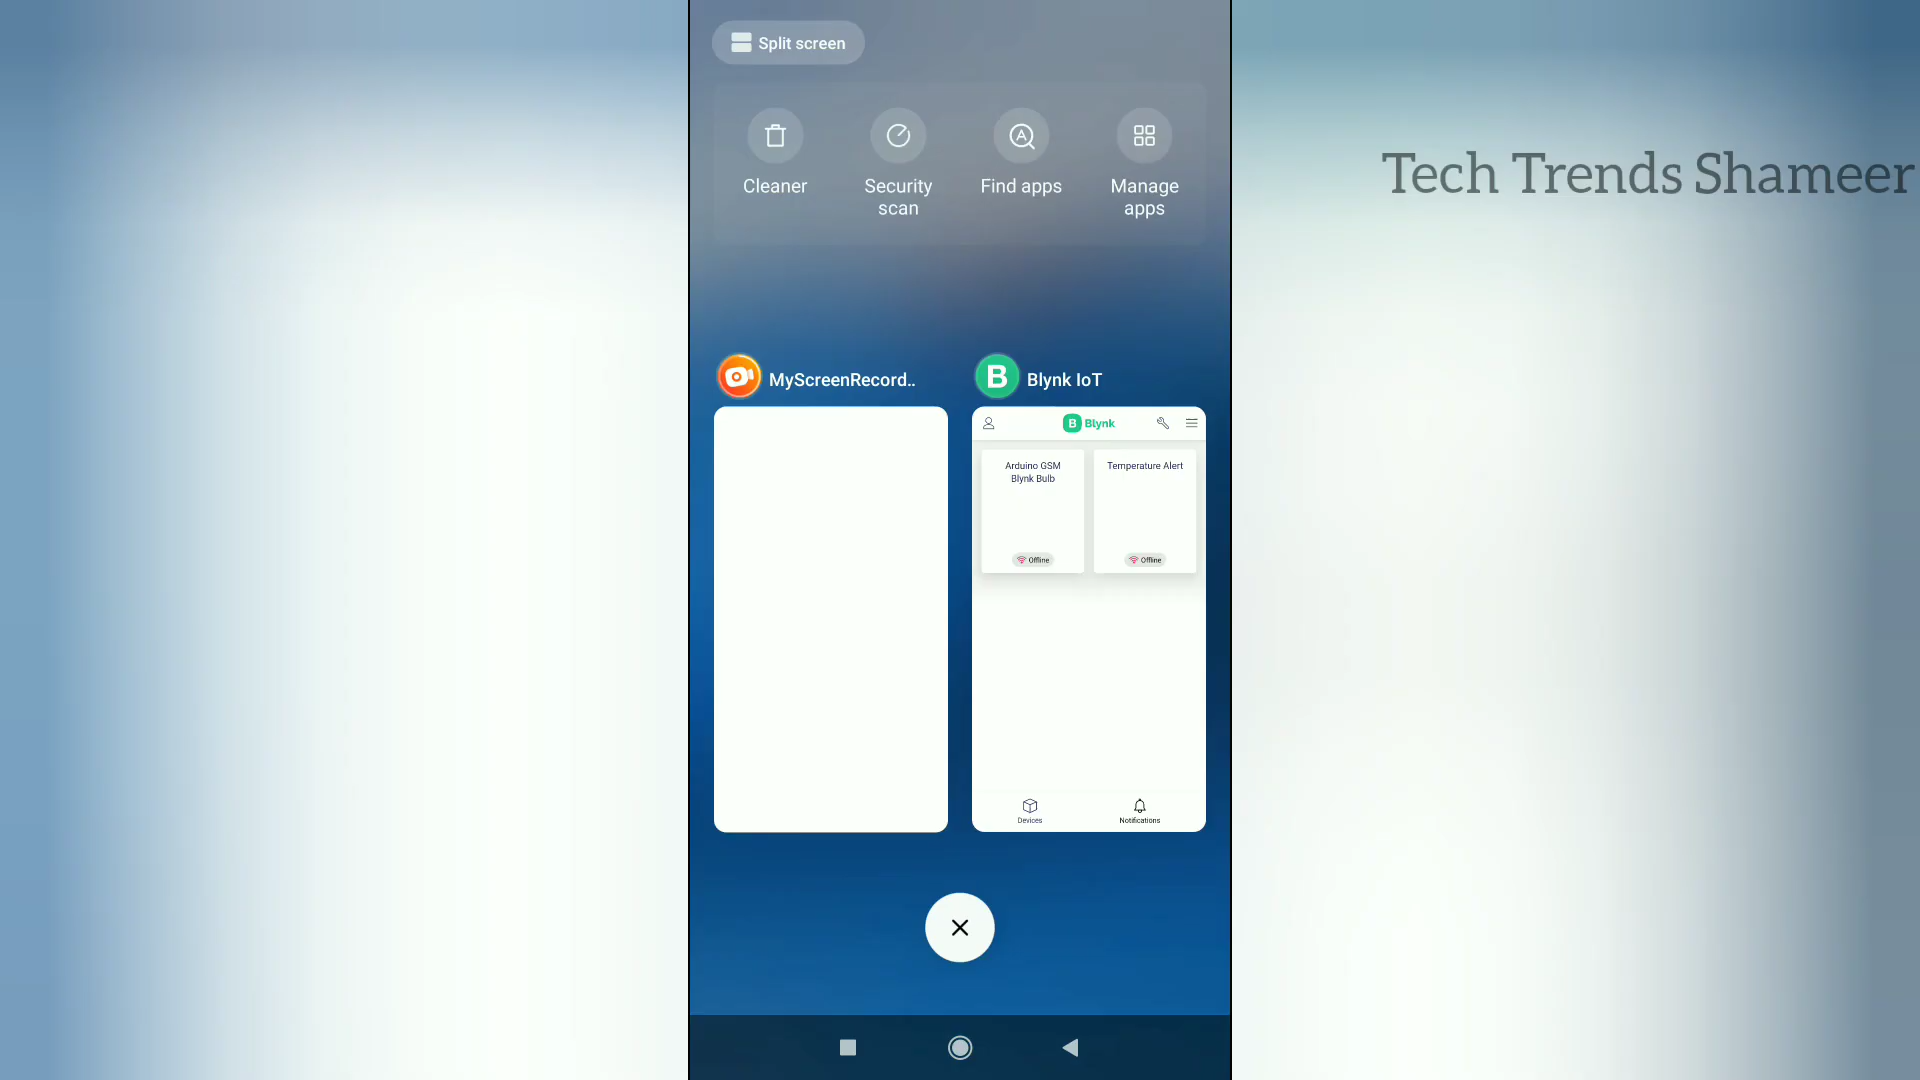 Split screen
Tech Trends Shameer
Cleaner
Security
scan
Find apps
Manage
apps
MyScreenRecord..
B Blynk IoT
B Blynk
Arduino GSM
Blynk Bulb
Temperature Alert
Offline
Offline
Devices
Notifications